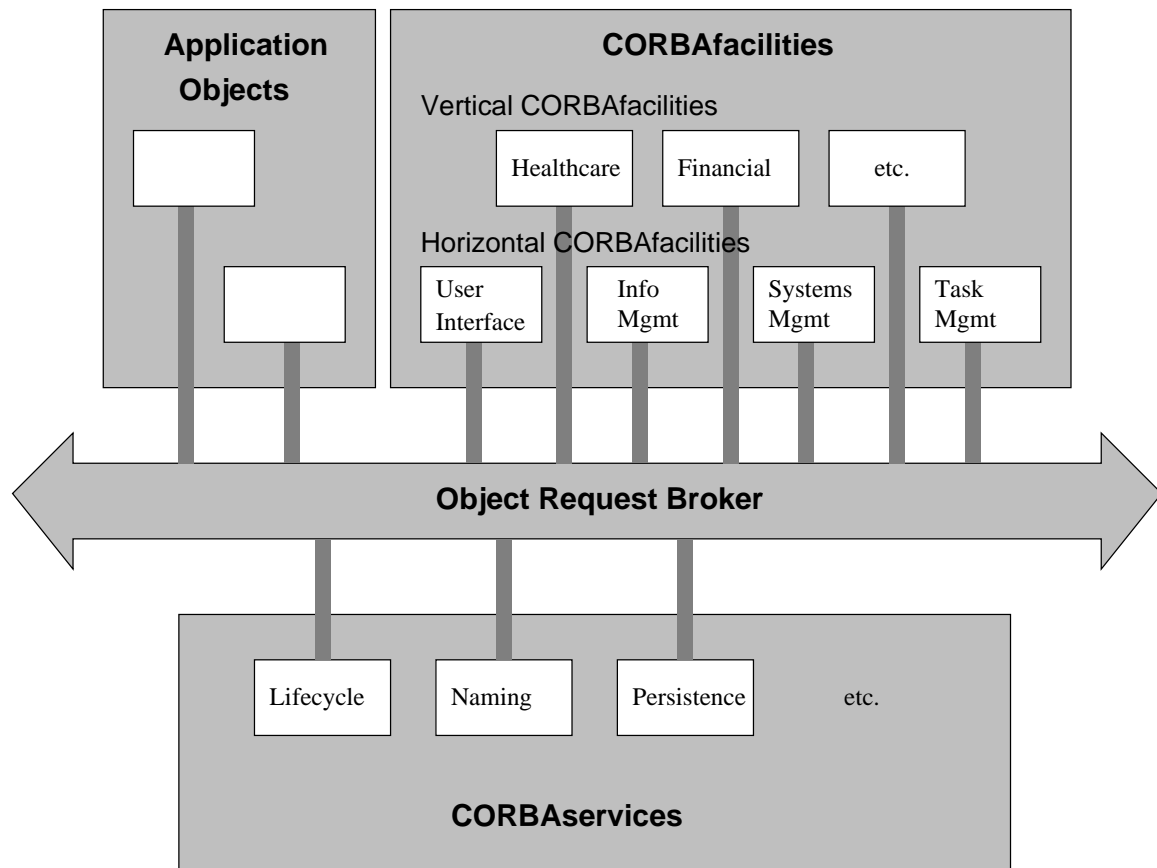 Application
Objects
CORBAfacilities
Vertical CORBAfacilities
Healthcare
Financial
etc.
Horizontal CORBAfacilities
User
Interface
Info
Mgmt
Systems
Mgmt
Task
Mgmt
Object Request Broker
Lifecycle
Naming
Persistence
etc.
CORBAservices